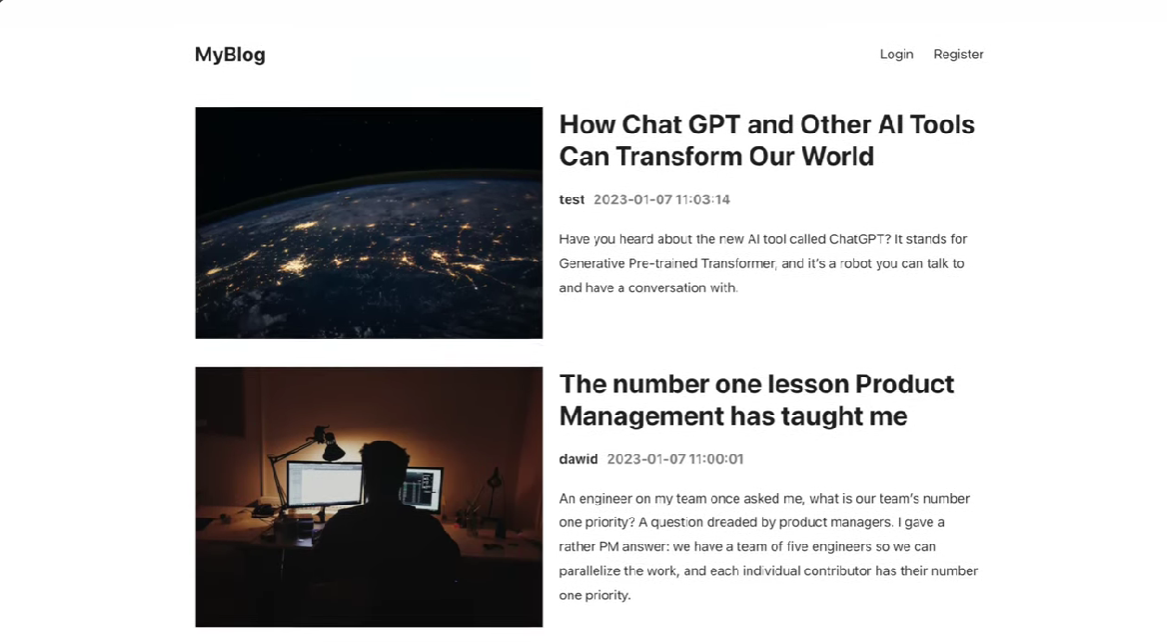 MyBlog
Login Register
How Chat GPT and Other AI Tools
Can Transform Our World
test 2023-01-07 11:03:14
Have you heard about the new AI tool called ChatGPT? It stands for
Generative Pre-trained Transformer, and it's a robot you can talk to
and have a conversation with.
The number one lesson Product
Management has taught me
dawid 2023-01-07 11:00:01
An engineer on my team once asked me, what is our team's number
one priority? A question dreaded by product managers. I gave a
rather PM answer: we have a team of five engineers so we can
parallelize the work, and each individual contributor has their number
one priority.